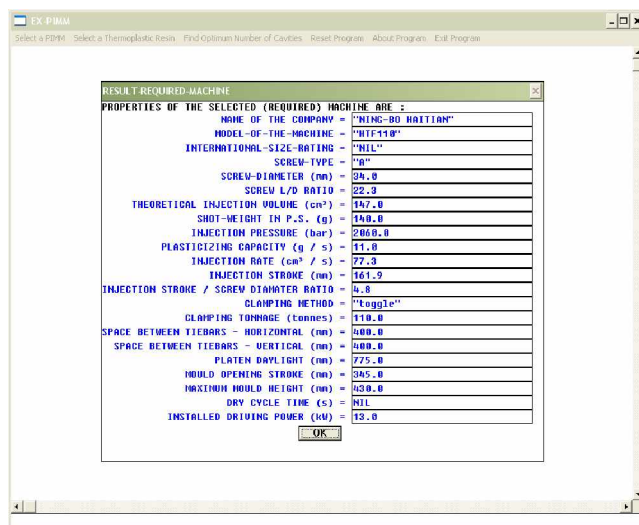 EX-PIMM
Select a PIMM Select a Thermoplastic Resin Find Optimum Number of Cavities Reset Program About Program Exit Program
RESULT-REQUIRED-MACHINE
PROPERTIES OF THE SELECTED (REQUIRED) MACHINE ARE :
NAME OF THE COMPANY = "NING-BO HAITIAN"
MODEL-OF-THE-MACHINE = "HTF110"
INTERNATIONAL-SIZE-RATING = "NIL"
SCREW-TYPE = "A"
SCREW-DIAMETER (mm) = 34.0
SCREW L/D RATIO = 22.3
THEORETICAL INJECTION VOLUME (cm³) = 147.0
SHOT-WEIGHT IN P.S. (g) = 140.0
INJECTION PRESSURE (bar) = 2060.0
PLASTICIZING CAPACITY (g / s) = 11.0
INJECTION RATE (cm³ / s) = 77.3
INJECTION STROKE (mm) = 161.9
INJECTION STROKE / SCREW DIAMATER RATIO = 4.8
CLAMPING METHOD = "toggle"
CLAMPING TONNAGE (tonnes) = 110.0
SPACE BETWEEN TIEBARS - HORIZONTAL (mm) = 400.0
SPACE BETWEEN TIEBARS - VERTICAL (mm) = 400.0
PLATEN DAYLIGHT (mm) = 775.0
MOULD OPENING STROKE (mm) = 345.0
MAXIMUM MOULD HEIGHT (mm) = 430.0
DRY CYCLE TIME (s) = NIL
INSTALLED DRIVING POWER (kW) = 13.0
OK